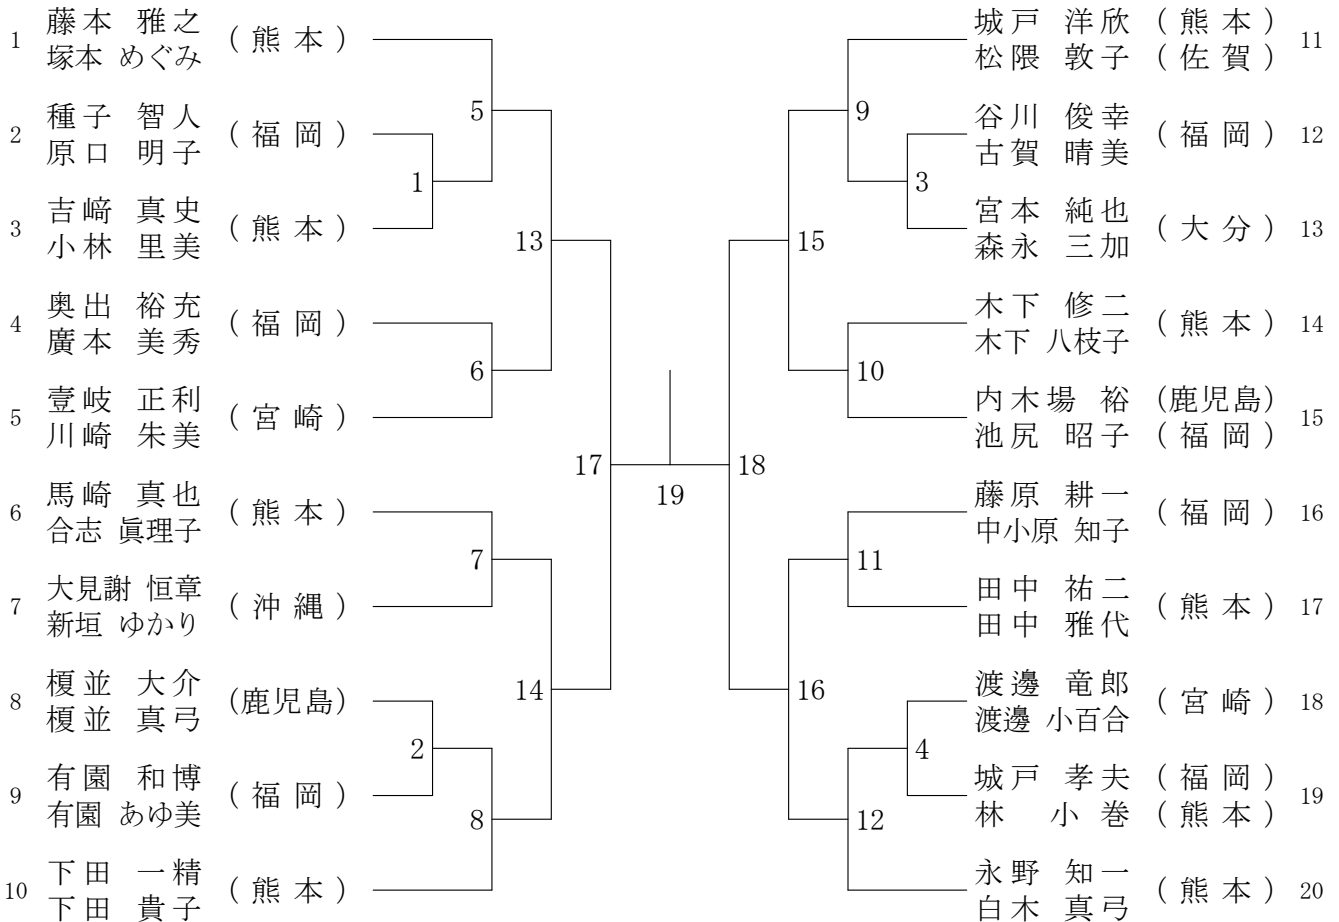 1 藤本 雅之 (熊本)
塚本 めぐみ
2 種子 智人 (福岡)
原口 明子
1
3 吉﨑 真史 (熊本)
小林 里美
5
4 奥出 裕充 (福岡)
廣本 美秀
6
5 壹岐 正利 (宮崎)
川崎 朱美
13
6 馬崎 真也 (熊本)
合志 眞理子
7
7 大見謝 恒章 (沖縄)
新垣 ゆかり
8 榎並 大介 (鹿児島)
榎並 真弓
2
9 有園 和博 (福岡)
有園 あゆ美
8
10 下田 一精 (熊本)
下田 貴子
14
17
19
18
城戸 洋欣 (熊本) 11
松隈 敦子 (佐賀)
9
谷川 俊幸 (福岡) 12
古賀 晴美
3
宮本 純也 (大分) 13
森永 三加
15
木下 修二 (熊本) 14
木下 八枝子
10
内木場 裕 (鹿児島) 15
池尻 昭子 (福岡)
藤原 耕一 (福岡) 16
中小原 知子
11
田中 祐二 (熊本) 17
田中 雅代
16
渡邊 竜郎 (宮崎) 18
渡邊 小百合
4
城戸 孝夫 (福岡) 19
林 小巻 (熊本)
12
永野 知一 (熊本) 20
白木 真弓